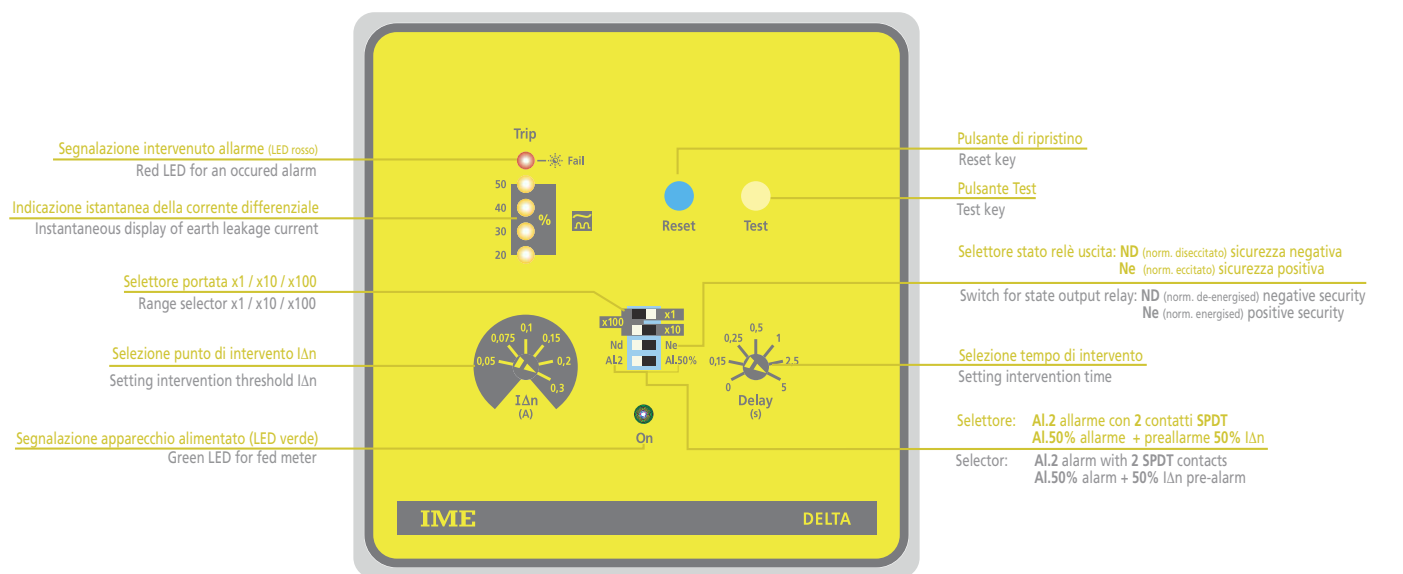 Segnalazione intervenuto allarme (LED rosso)
Red LED for an occured alarm
Indicazione istantanea della corrente differenziale
Instantaneous display of earth leakage current
Selettore portata x1 / x10 / x100
Range selector x1 / x10 / x100
Selezione punto di intervento I∆n
Setting intervention threshold I∆n
Segnalazione apparecchio alimentato (LED verde)
Green LED for fed meter
Trip
Fail
50
40
30
20
%
Reset
Test
x100
x1
x10
Nd
Ne
Al.2
Al.50%
0,05
0,075
0,1
0,15
0,2
0,3
I∆n
(A)
0
0,15
0,25
0,5
1
2.5
5
Delay
(s)
On
IME
DELTA
Pulsante di ripristino
Reset key
Pulsante Test
Test key
Selettore stato relè uscita: ND (norm. diseccitato) sicurezza negativa
Ne (norm. eccitato) sicurezza positiva
Switch for state output relay: ND (norm. de-energised) negative security
Ne (norm. energised) positive security
Selezione tempo di intervento
Setting intervention time
Selettore: Al.2 allarme con 2 contatti SPDT
Al.50% allarme + preallarme 50% I∆n
Selector: Al.2 alarm with 2 SPDT contacts
Al.50% alarm + 50% I∆n pre-alarm